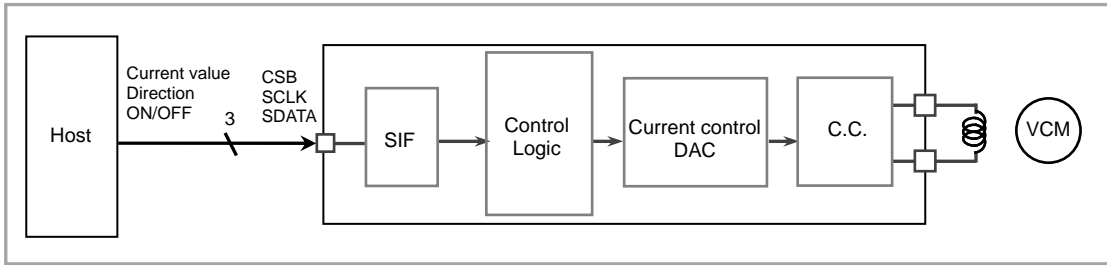 Host
Current value
Direction
ON/OFF
3
CSB
SCLK
SDATA
SIF
Control
Logic
Current control
DAC
C.C.
VCM